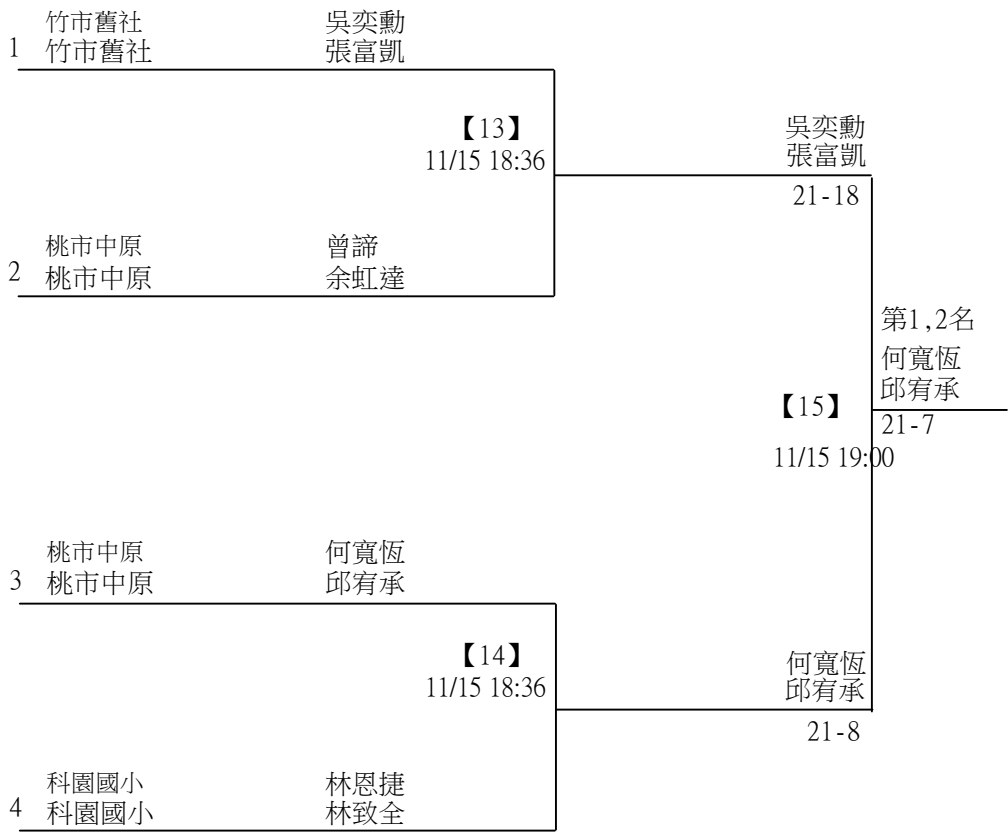 竹市舊社 吳奕勳
1 竹市舊社 張富凱
【13】
11/15 18:36
吳奕勳
張富凱
21-18
桃市中原 曾諦
2 桃市中原 余虹達
第1,2名
何寬恆
邱宥承
【15】
21-7
11/15 19:00
桃市中原 何寬恆
3 桃市中原 邱宥承
【14】
11/15 18:36
何寬恆
邱宥承
21-8
科園國小 林恩捷
4 科園國小 林致全